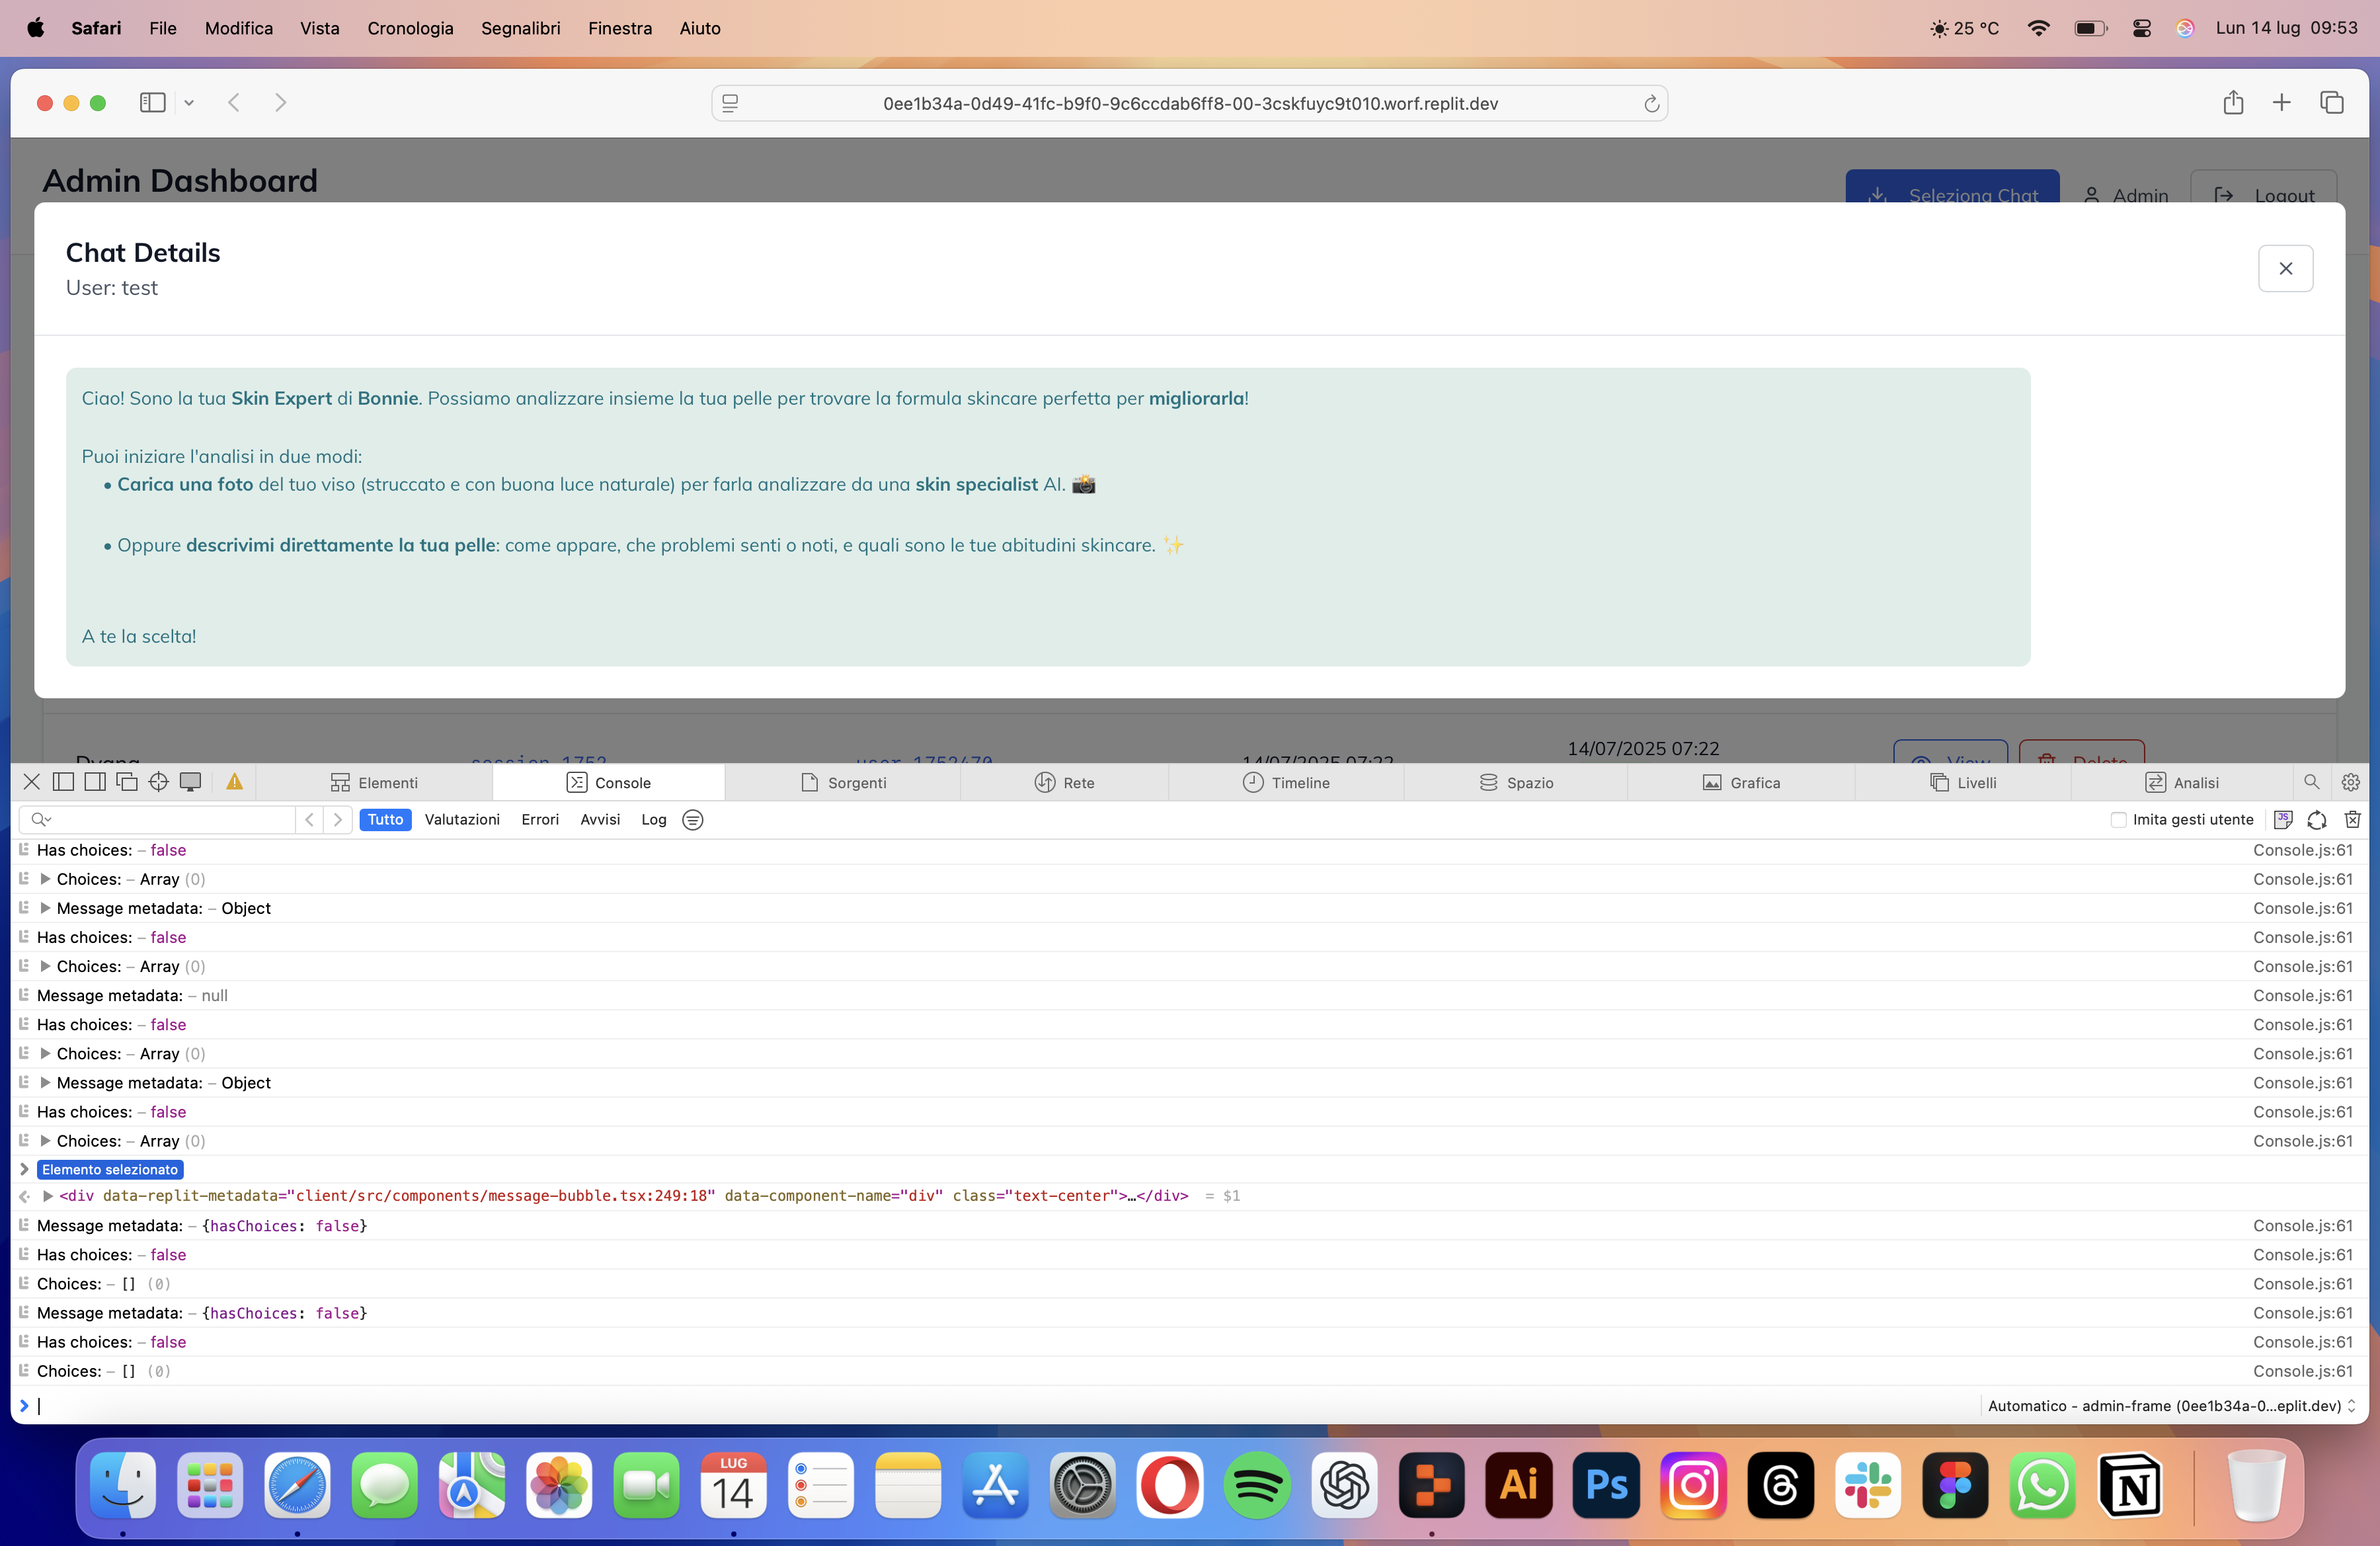 Safari File Modifica Vista Cronologia Segnalibri Finestra Aiuto 25 °C Lun 14 lug 09:53
0ee1b34a-0d49-41fc-b9f0-9c6ccdab6ff8-00-3cskfuyc9t010.worf.replit.dev
Admin Dashboard
Seleziona Chat Admin Logout
Chat Details
User: test
Ciao! Sono la tua Skin Expert di Bonnie. Possiamo analizzare insieme la tua pelle per trovare la formula skincare perfetta per migliorarla!
Puoi iniziare l'analisi in due modi:
• Carica una foto del tuo viso (struccato e con buona luce naturale) per farla analizzare da una skin specialist AI. 📸
• Oppure descrivimi direttamente la tua pelle: come appare, che problemi senti o noti, e quali sono le tue abitudini skincare. ✨
A te la scelta!
14/07/2025 07:22
session_1752 user_1752470 14/07/2025 07:22 View Delete
Elementi Console Sorgenti Rete Timeline Spazio Grafica Livelli Analisi
Tutto Valutazioni Errori Avvisi Log Imita gesti utente
Has choices: – false Console.js:61
Choices: – Array (0) Console.js:61
Message metadata: – Object Console.js:61
Has choices: – false Console.js:61
Choices: – Array (0) Console.js:61
Message metadata: – null Console.js:61
Has choices: – false Console.js:61
Choices: – Array (0) Console.js:61
Message metadata: – Object Console.js:61
Has choices: – false Console.js:61
Choices: – Array (0) Console.js:61
Elemento selezionato
<div data-replit-metadata="client/src/components/message-bubble.tsx:249:18" data-component-name="div" class="text-center">…</div> = $1
Message metadata: – {hasChoices: false} Console.js:61
Has choices: – false Console.js:61
Choices: – [] (0) Console.js:61
Message metadata: – {hasChoices: false} Console.js:61
Has choices: – false Console.js:61
Choices: – [] (0) Console.js:61
Automatico - admin-frame (0ee1b34a-0…eplit.dev)
LUG
14
Ai
Ps
N